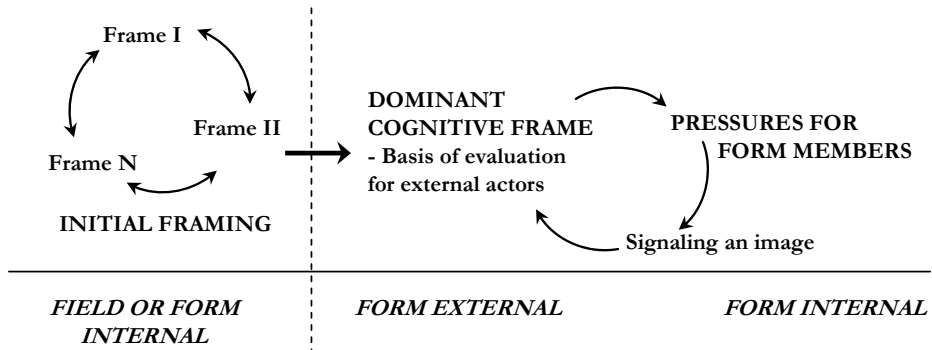 Frame I
Frame II
Frame N
INITIAL FRAMING
DOMINANT
COGNITIVE FRAME
- Basis of evaluation
for external actors
PRESSURES FOR
FORM MEMBERS
Signaling an image
FIELD OR FORM
INTERNAL
FORM EXTERNAL
FORM INTERNAL